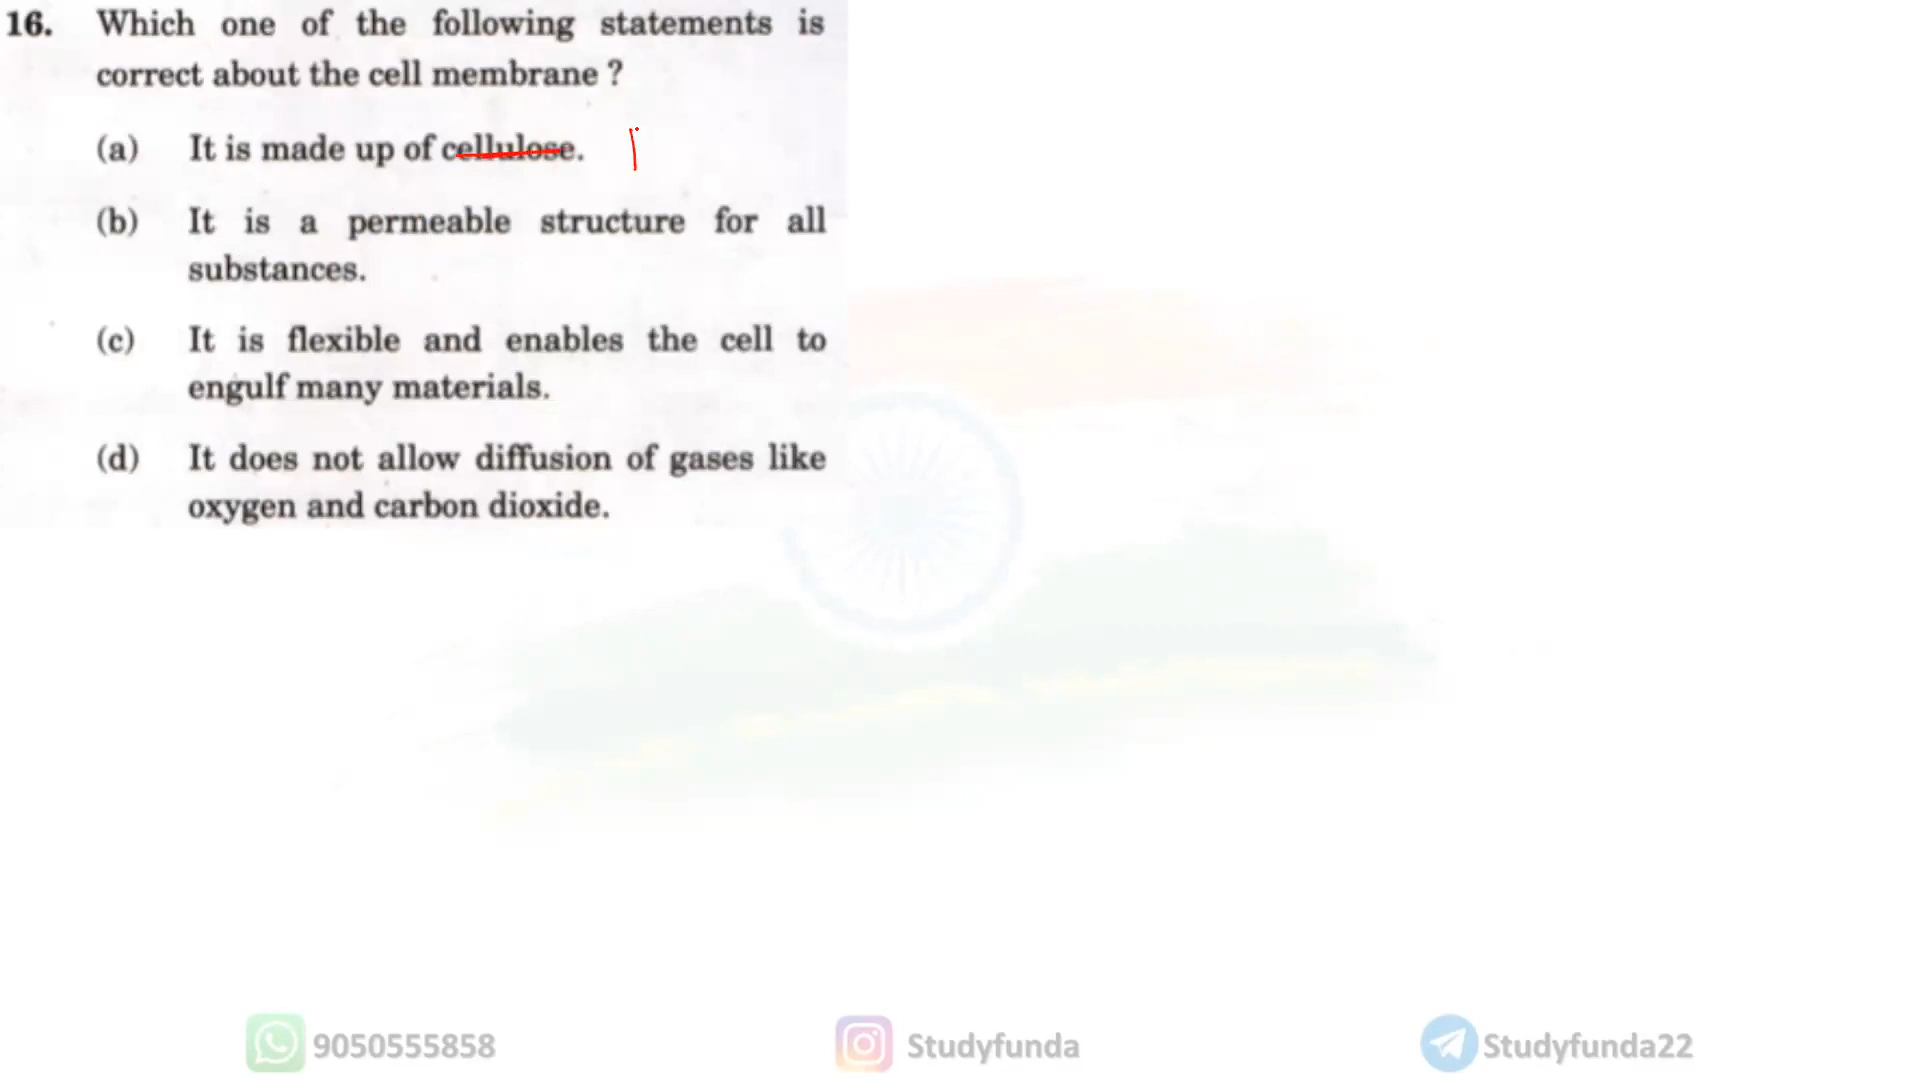 16. Which one of the following statements is
correct about the cell membrane ?
(a) It is made up of cellulose.
(b) It is a permeable structure for all
substances.
(c) It is flexible and enables the cell to
engulf many materials.
(d) It does not allow diffusion of gases like
oxygen and carbon dioxide.
9050555858 Studyfunda Studyfunda22